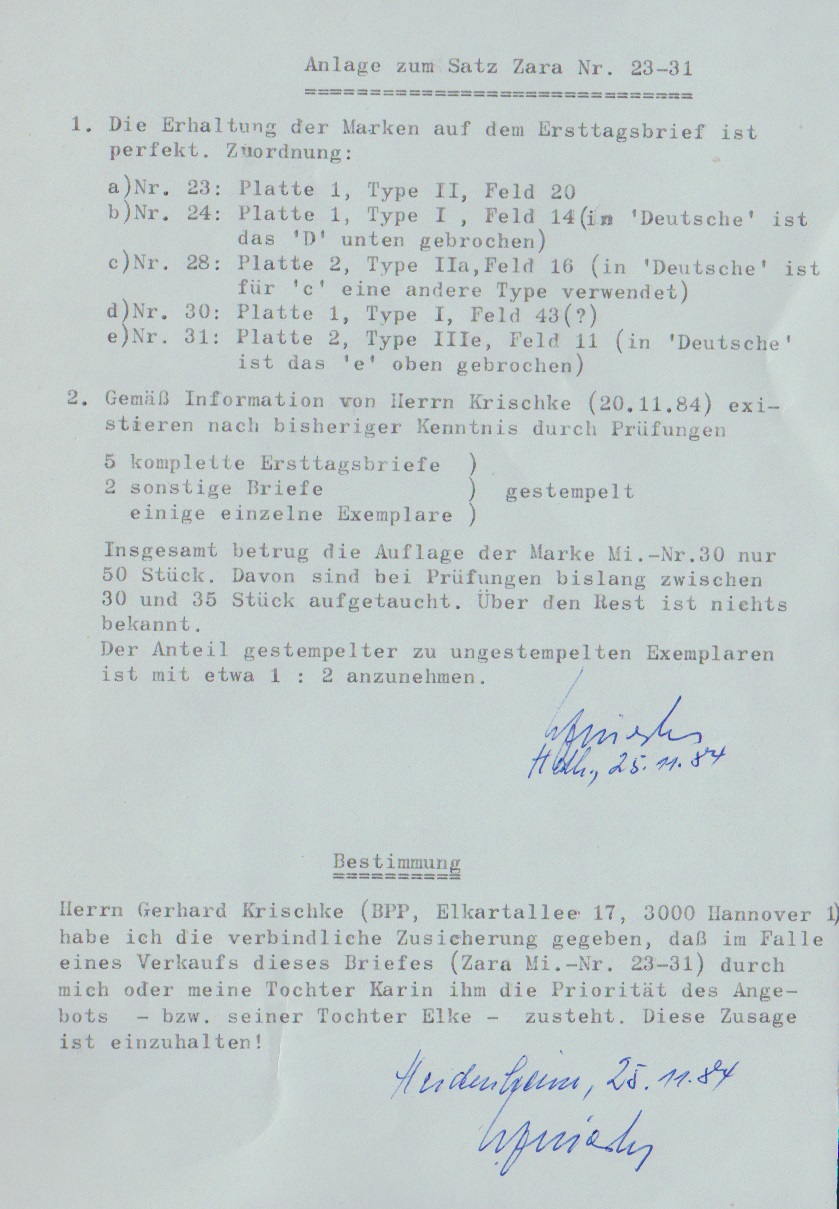 Anlage zum Satz Zara Nr. 23-31
==============================
1. Die Erhaltung der Marken auf dem Ersttagsbrief ist
perfekt. Zuordnung:
a)Nr. 23: Platte 1, Type II, Feld 20
b)Nr. 24: Platte 1, Type I , Feld 14(in 'Deutsche' ist
das 'D' unten gebrochen)
c)Nr. 28: Platte 2, Type IIa,Feld 16 (in 'Deutsche' ist
für 'c' eine andere Type verwendet)
d)Nr. 30: Platte 1, Type I, Feld 43(?)
e)Nr. 31: Platte 2, Type IIIe, Feld 11 (in 'Deutsche'
ist das 'e' oben gebrochen)
2. Gemäß Information von Herrn Krischke (20.11.84) exi-
stieren nach bisheriger Kenntnis durch Prüfungen
5 komplette Ersttagsbriefe )
2 sonstige Briefe ) gestempelt
einige einzelne Exemplare )
Insgesamt betrug die Auflage der Marke Mi.-Nr.30 nur
50 Stück. Davon sind bei Prüfungen bislang zwischen
30 und 35 Stück aufgetaucht. Über den Rest ist nichts
bekannt.
Der Anteil gestempelter zu ungestempelten Exemplaren
ist mit etwa 1 : 2 anzunehmen.
25.11.84
Bestimmung
==========
Herrn Gerhard Krischke (BPP, Elkartallee 17, 3000 Hannover 1)
habe ich die verbindliche Zusicherung gegeben, daß im Falle
eines Verkaufs dieses Briefes (Zara Mi.-Nr. 23-31) durch
mich oder meine Tochter Karin ihm die Priorität des Ange-
bots - bzw. seiner Tochter Elke - zusteht. Diese Zusage
ist einzuhalten!
Heidenheim, 25.11.84